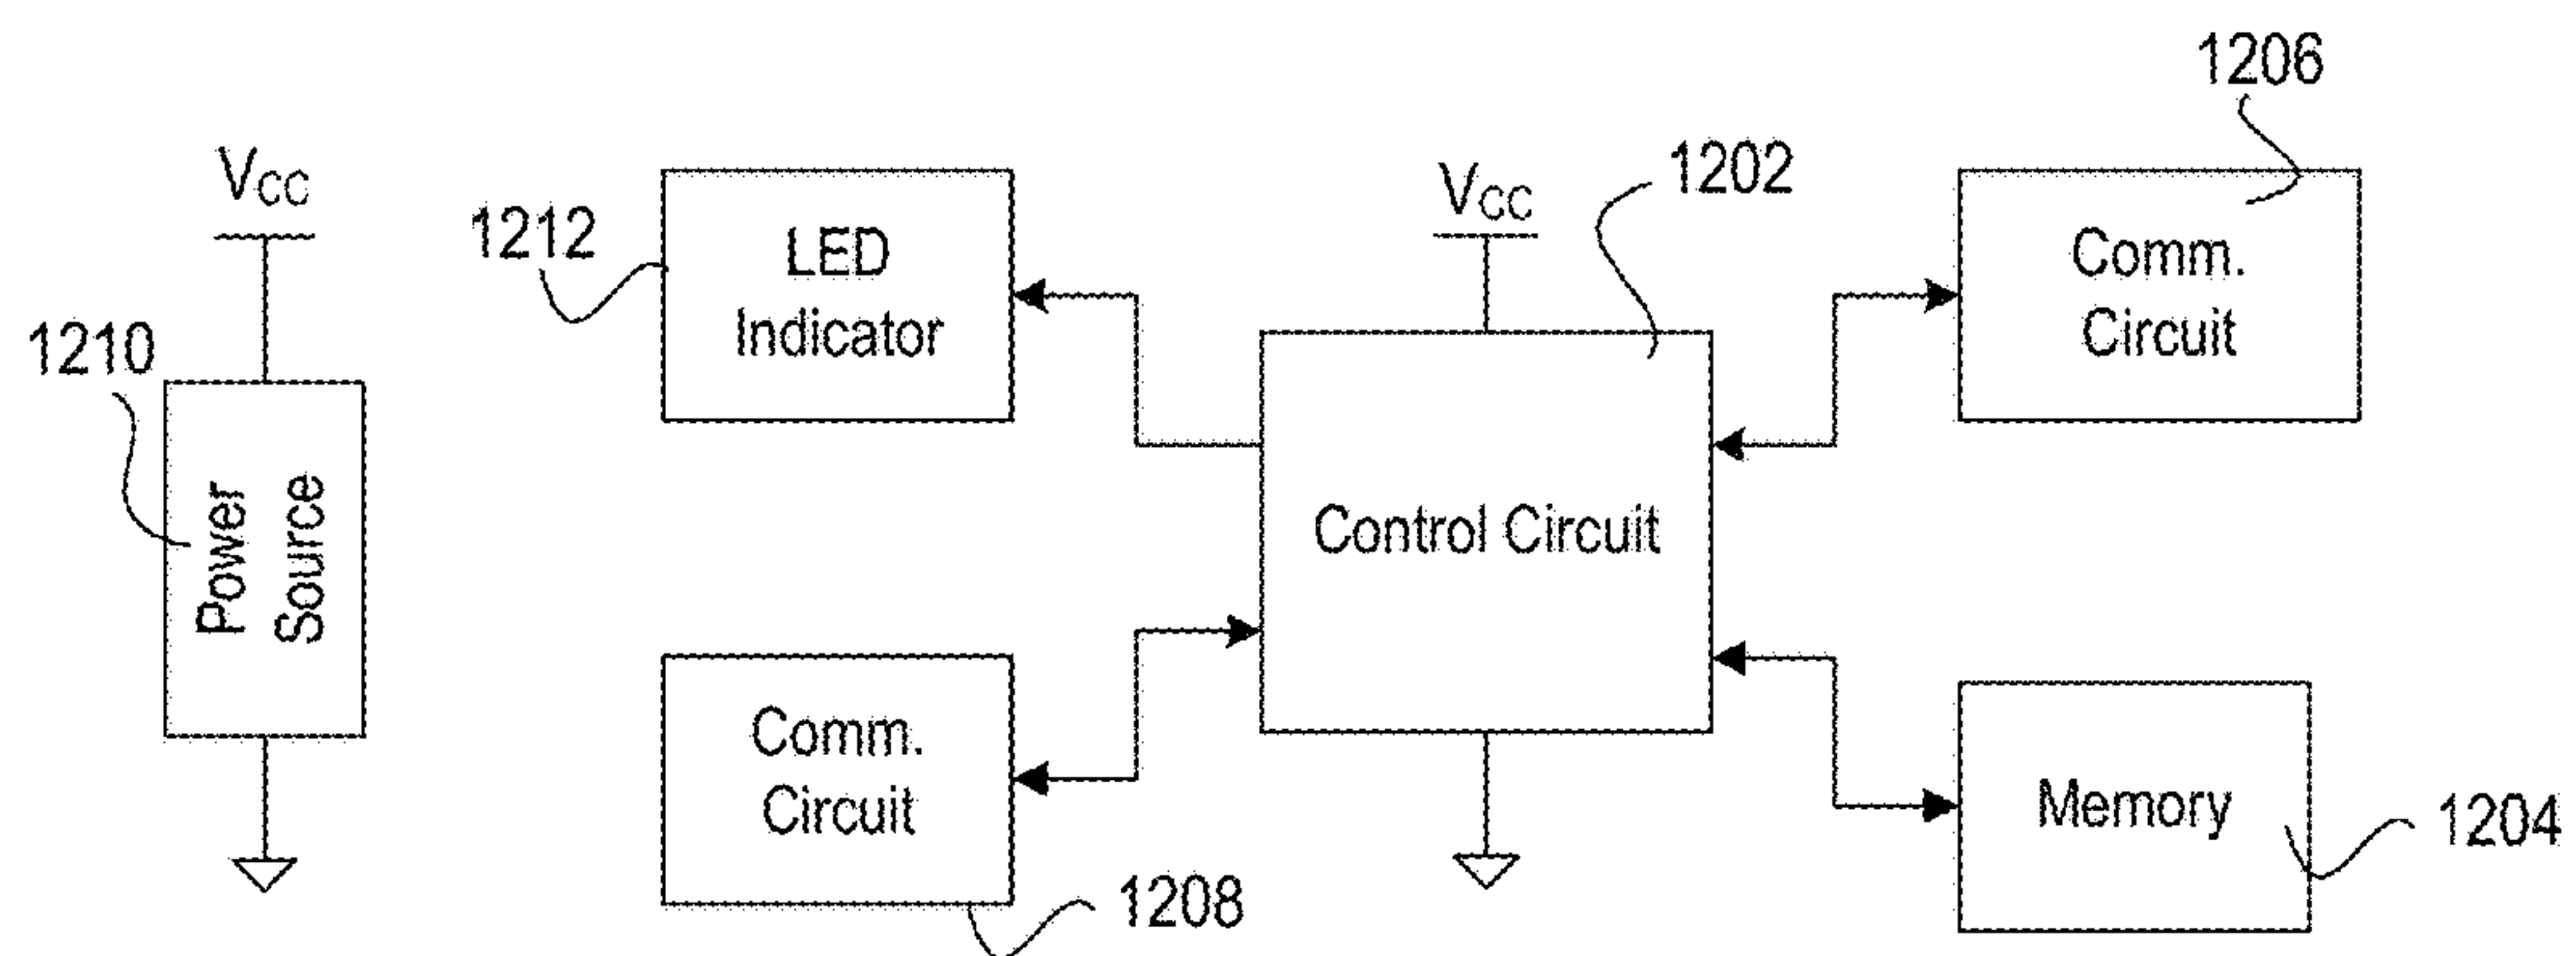 1206
VCC
1202
VCC
1212
LED
Indicator
Comm.
Circuit
1210
Power
Source
Control Circuit
Comm.
Circuit
Memory
1204
1208